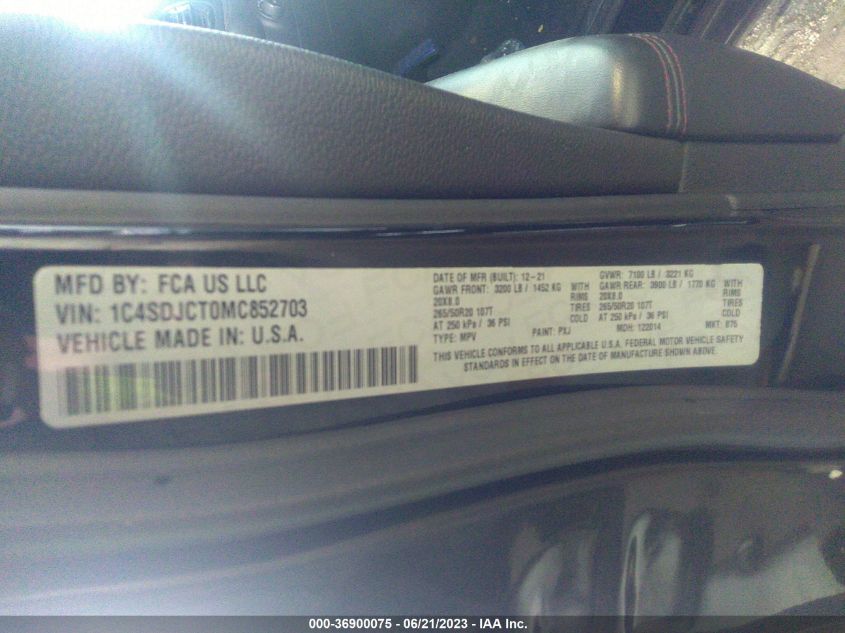 MFD BY: FCA US LLC
VIN: 1C4SDJCT0MC852703
VEHICLE MADE IN: U.S.A.
DATE OF MFR (BUILT): 12-21
GAWR FRONT: 3200 LB / 1452 KG WITH
20X8.0 RIMS
265/50R20 107T TIRES
AT 250 kPa / 36 PSI COLD
TYPE: MPV PAINT: PXJ
GVWR: 7100 LB / 3221 KG
GAWR REAR: 3900 LB / 1770 KG WITH
20X8.0 RIMS
265/50R20 107T TIRES
AT 250 kPa / 36 PSI COLD
MDH: 122014 MKT: 876
THIS VEHICLE CONFORMS TO ALL APPLICABLE U.S.A. FEDERAL MOTOR VEHICLE SAFETY
STANDARDS IN EFFECT ON THE DATE OF MANUFACTURE SHOWN ABOVE.
000-36900075 - 06/21/2023 - IAA Inc.